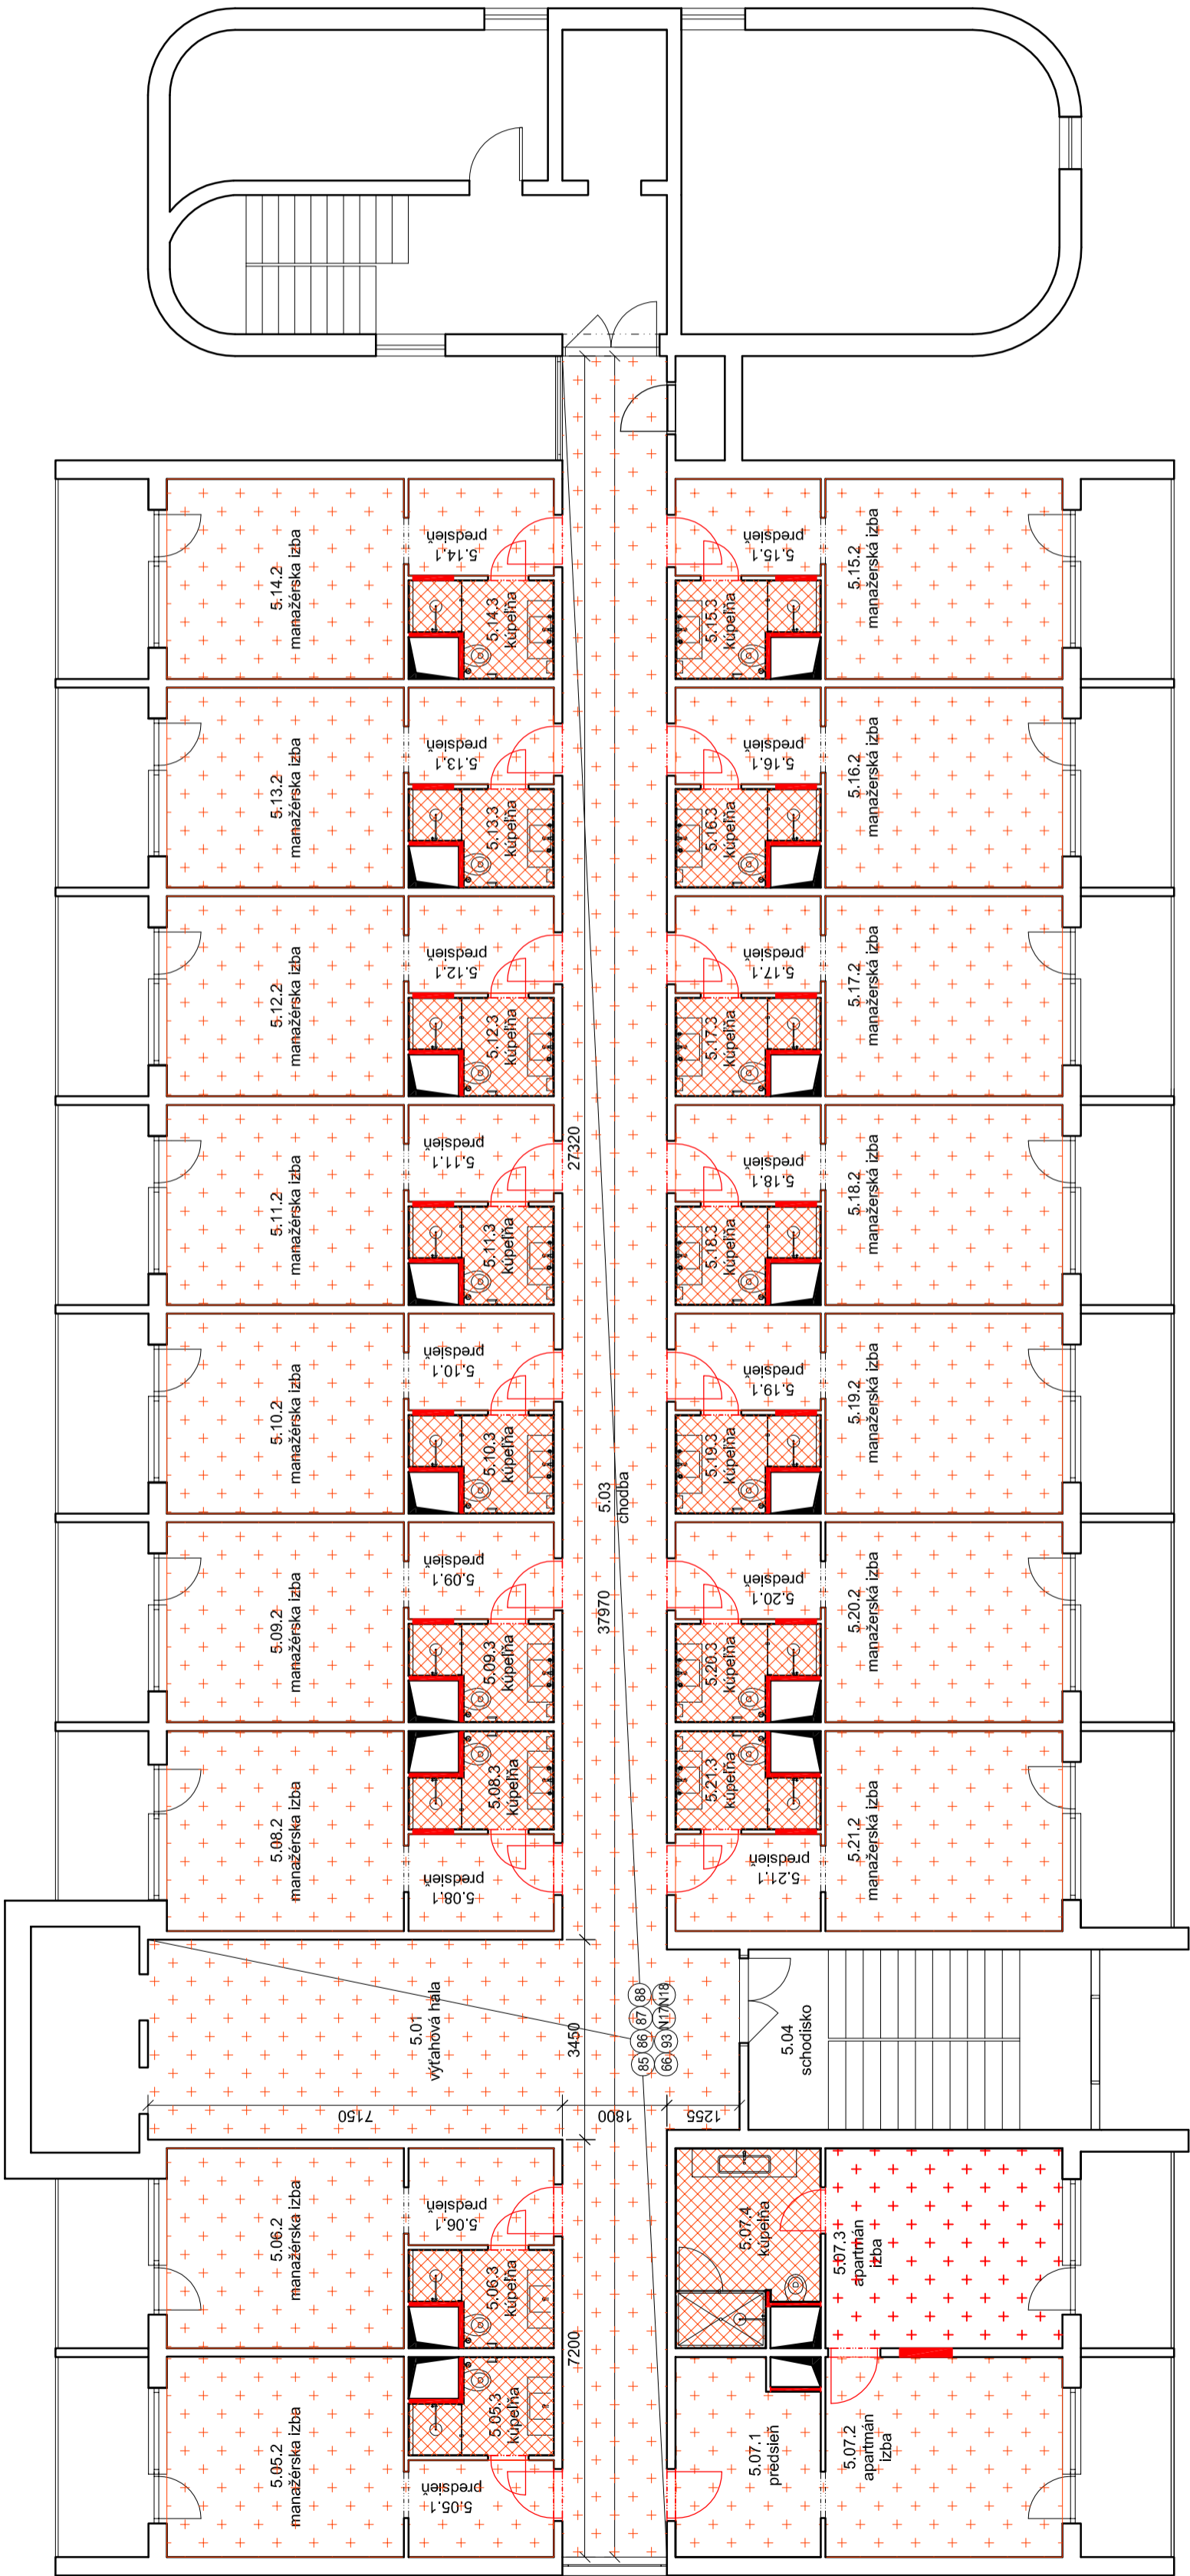 5.14.2
manažérska izba
predsieň
5.14.1
5.14.3
kúpeľňa
5.15.1
predsieň
5.15.3
kúpeľňa
5.15.2
manažérska izba
5.13.2
manažérska izba
predsieň
5.13.1
5.13.3
kúpeľňa
5.16.1
predsieň
5.16.3
kúpeľňa
5.16.2
manažérska izba
5.12.2
manažérska izba
predsieň
5.12.1
5.12.3
kúpeľňa
5.17.1
predsieň
5.17.3
kúpeľňa
5.17.2
manažérska izba
5.11.2
manažérska izba
predsieň
5.11.1
5.11.3
kúpeľňa
27320
5.18.1
predsieň
5.18.3
kúpeľňa
5.18.2
manažérska izba
5.10.2
manažérska izba
predsieň
5.10.1
5.10.3
kúpeľňa
5.03
chodba
5.19.1
predsieň
5.19.3
kúpeľňa
5.19.2
manažérska izba
5.09.2
manažérska izba
predsieň
5.09.1
5.09.3
kúpeľňa
37970
5.20.1
predsieň
5.20.3
kúpeľňa
5.20.2
manažérska izba
5.08.2
manažérska izba
predsieň
5.08.1
5.08.3
kúpeľňa
5.21.1
predsieň
5.21.3
kúpeľňa
5.21.2
manažérska izba
5.01
výťahová hala
3450
85 86 87 88
66 93 N17 N18
7150
1800
1255
5.04
schodisko
5.06.2
manažérska izba
predsieň
5.06.1
5.06.3
kúpeľňa
7200
5.07.4
kúpeľňa
5.07.3
apartmán
izba
5.05.2
manažérska izba
predsieň
5.05.1
5.05.3
kúpeľňa
5.07.1
predsieň
5.07.2
apartmán
izba